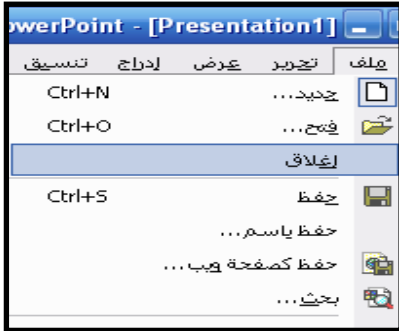 PowerPoint - [Presentation1]
ملف تحرير عرض إدراج تنسيق
جديد... Ctrl+N
فتح... Ctrl+O
إغلاق
حفظ Ctrl+S
حفظ باسم...
حفظ كصفحة ويب...
بحث...